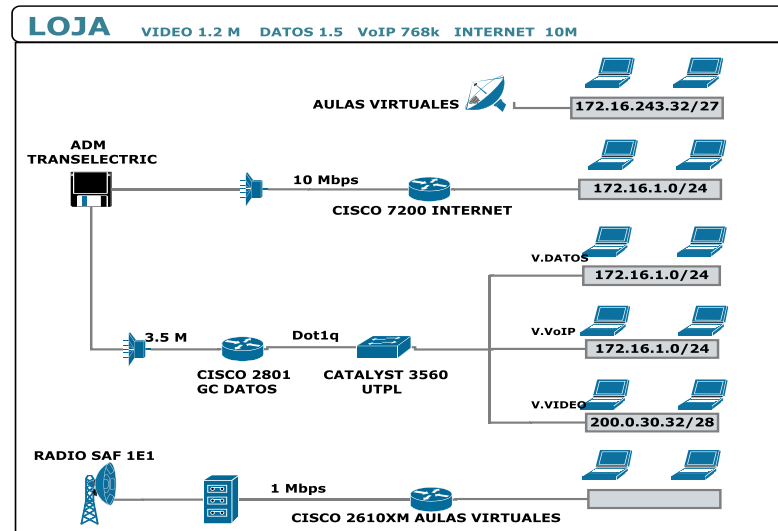 LOJA VIDEO 1.2 M DATOS 1.5 VoIP 768k INTERNET 10M
AULAS VIRTUALES
172.16.243.32/27
ADM
TRANSELECTRIC
10 Mbps
172.16.1.0/24
CISCO 7200 INTERNET
V.DATOS
172.16.1.0/24
3.5 M
Dot1q
V.VoIP
172.16.1.0/24
CISCO 2801
GC DATOS
CATALYST 3560
UTPL
V.VIDEO
200.0.30.32/28
RADIO SAF 1E1
1 Mbps
CISCO 2610XM AULAS VIRTUALES